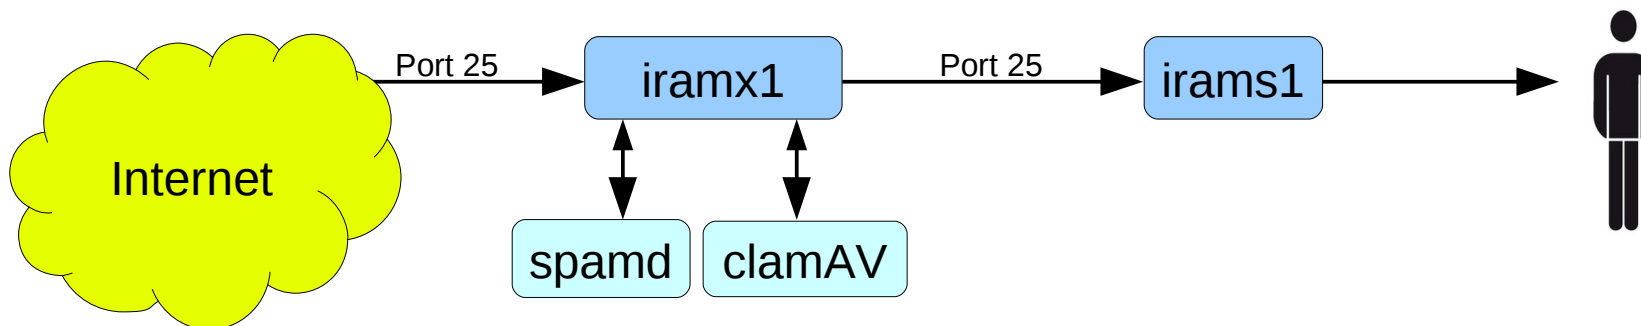 Port 25
iramx1
Port 25
irams1
Internet
spamd
clamAV